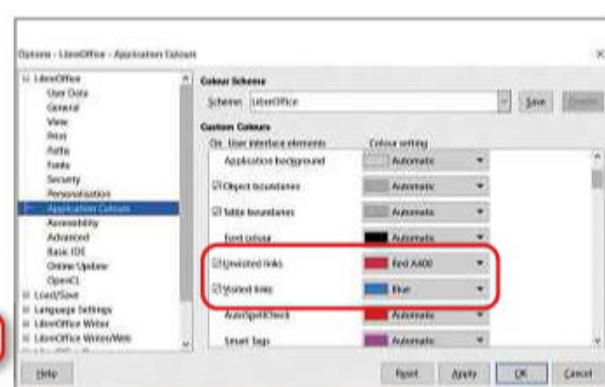 Options - LibreOffice - Application Colours
LibreOffice
User Data
General
View
Print
Paths
Fonts
Security
Personalisation
Application Colours
Accessibility
Advanced
Basic IDE
Online Update
OpenCL
Load/Save
Language Settings
LibreOffice Writer
LibreOffice Writer/Web
Colour Scheme
Scheme: LibreOffice Save
Custom Colours
On User interface elements Colour setting
Application background Automatic
Object boundaries Automatic
Table boundaries Automatic
Font colour Automatic
Unvisited links Red A400
Visited links Blue
AutoSpellCheck Automatic
Smart Tags Automatic
Help Reset Apply OK Cancel